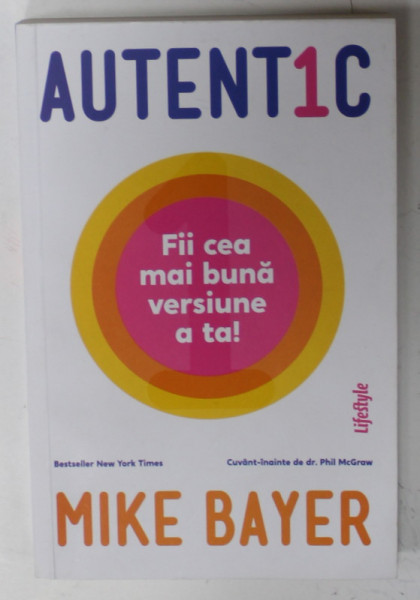 AUTENT1C
Fii cea
mai bună
versiune
a ta!
Lifestyle
Bestseller New York Times
Cuvânt-înainte de dr. Phil McGraw
MIKE BAYER